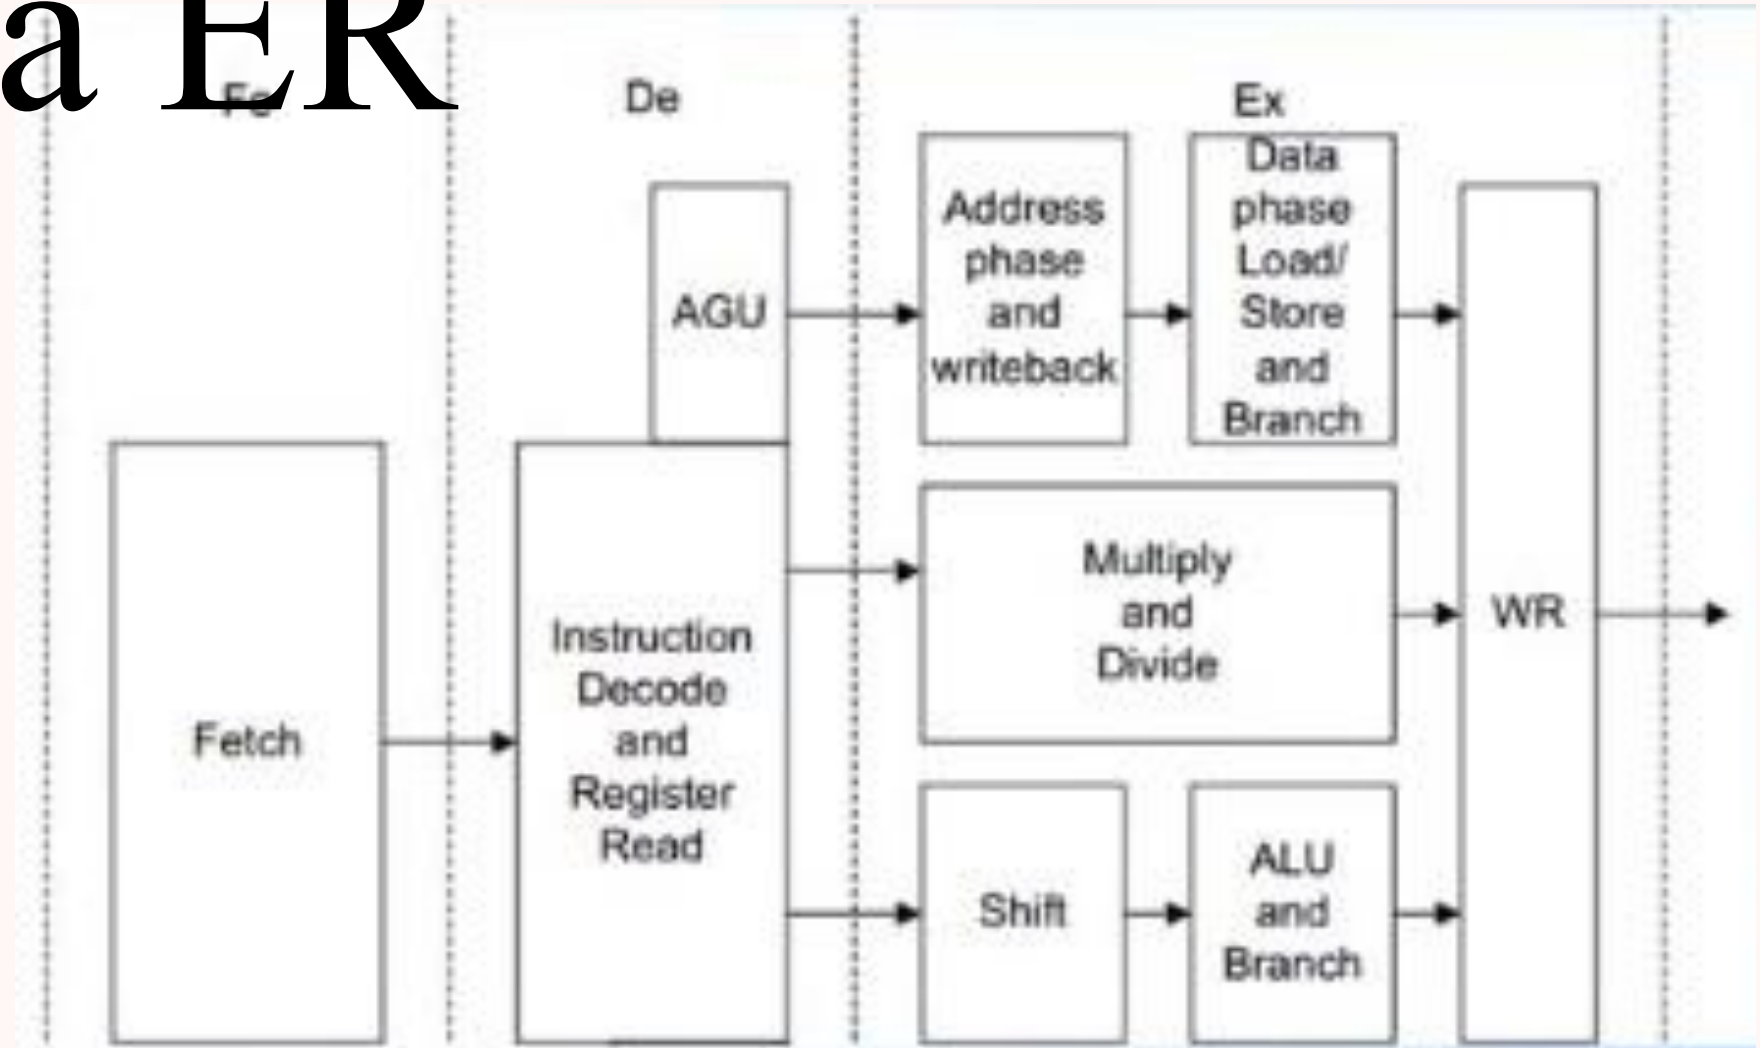 a ER
Fe
De
Ex
AGU
Address
phase
and
writeback
Data
phase
Load/
Store
and
Branch
Fetch
Instruction
Decode
and
Register
Read
Multiply
and
Divide
Shift
ALU
and
Branch
WR